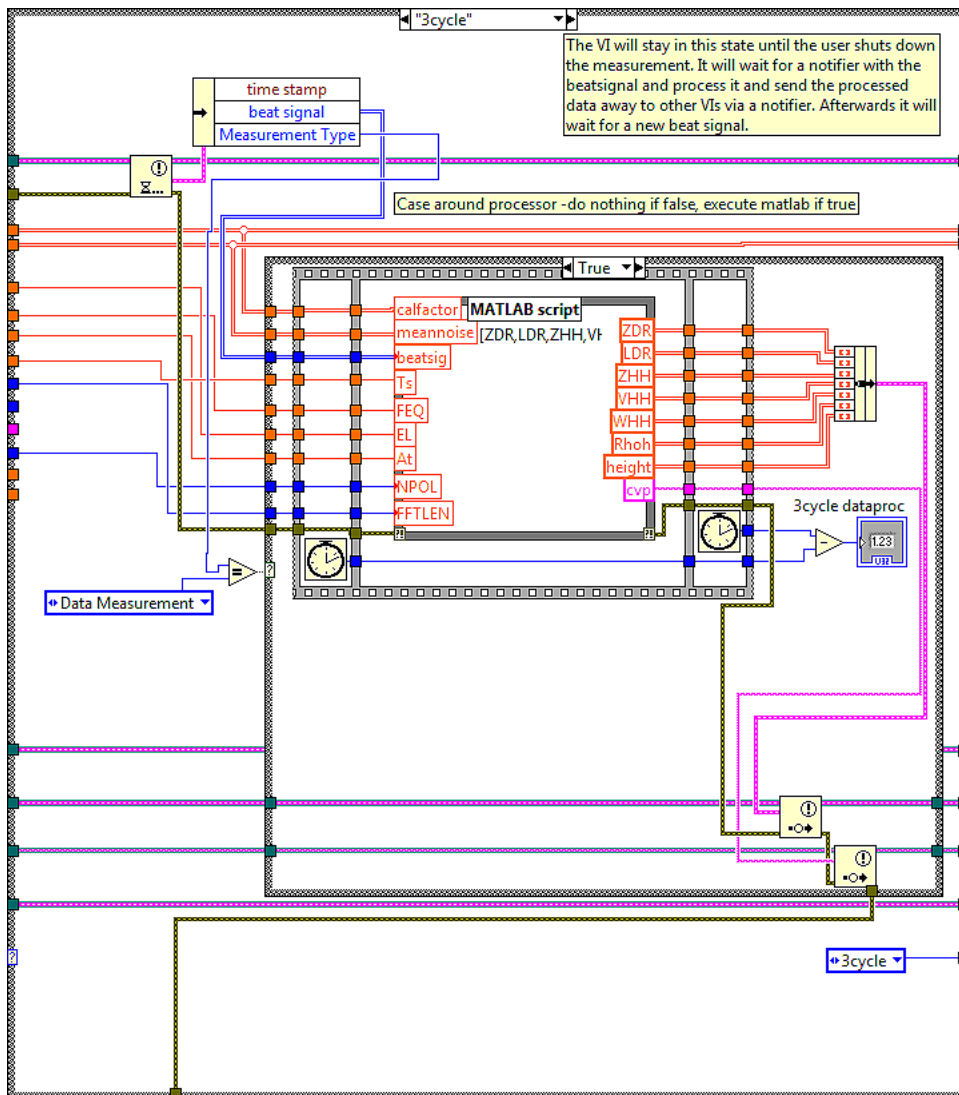 "3cycle"
The VI will stay in this state until the user shuts down
the measurement. It will wait for a notifier with the
beatsignal and process it and send the processed
data away to other VIs via a notifier. Afterwards it will
wait for a new beat signal.
time stamp
beat signal
Measurement Type
Case around processor -do nothing if false, execute matlab if true
True
MATLAB script
calfactor
meannoise
[ZDR,LDR,ZHH,VH
beatsig
Ts
FEQ
EL
At
NPOL
FFTLEN
ZDR
LDR
ZHH
VHH
WHH
Rhoh
height
cvp
3cycle dataproc
1.23
U32
=
Data Measurement
?
?!
?!
-
?
3cycle